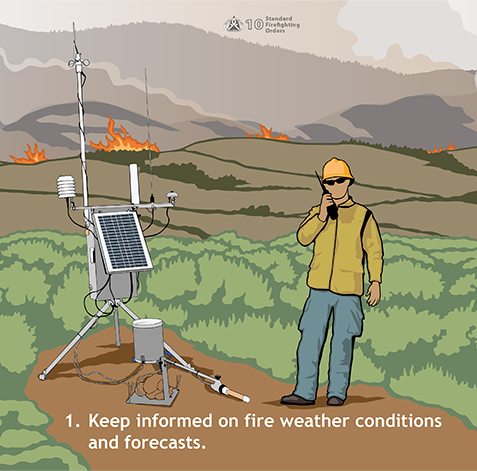 10 Standard
Firefighting
Orders
1. Keep informed on fire weather conditions
and forecasts.